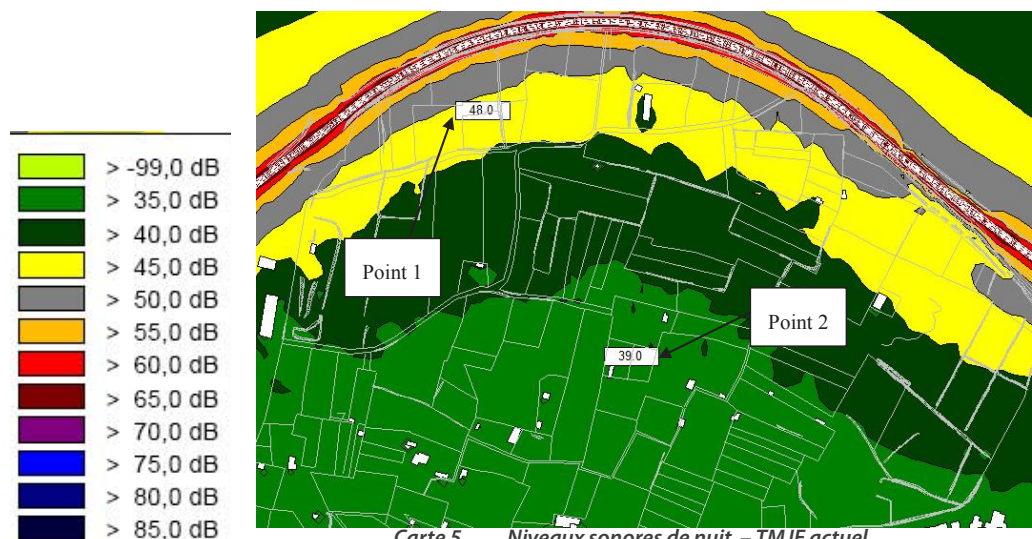 > -99,0 dB
> 35,0 dB
> 40,0 dB
> 45,0 dB
> 50,0 dB
> 55,0 dB
> 60,0 dB
> 65,0 dB
> 70,0 dB
> 75,0 dB
> 80,0 dB
> 85,0 dB
48.0
Point 1
Point 2
39.0
Carte 5 Niveaux sonores de nuit – TMJE actuel